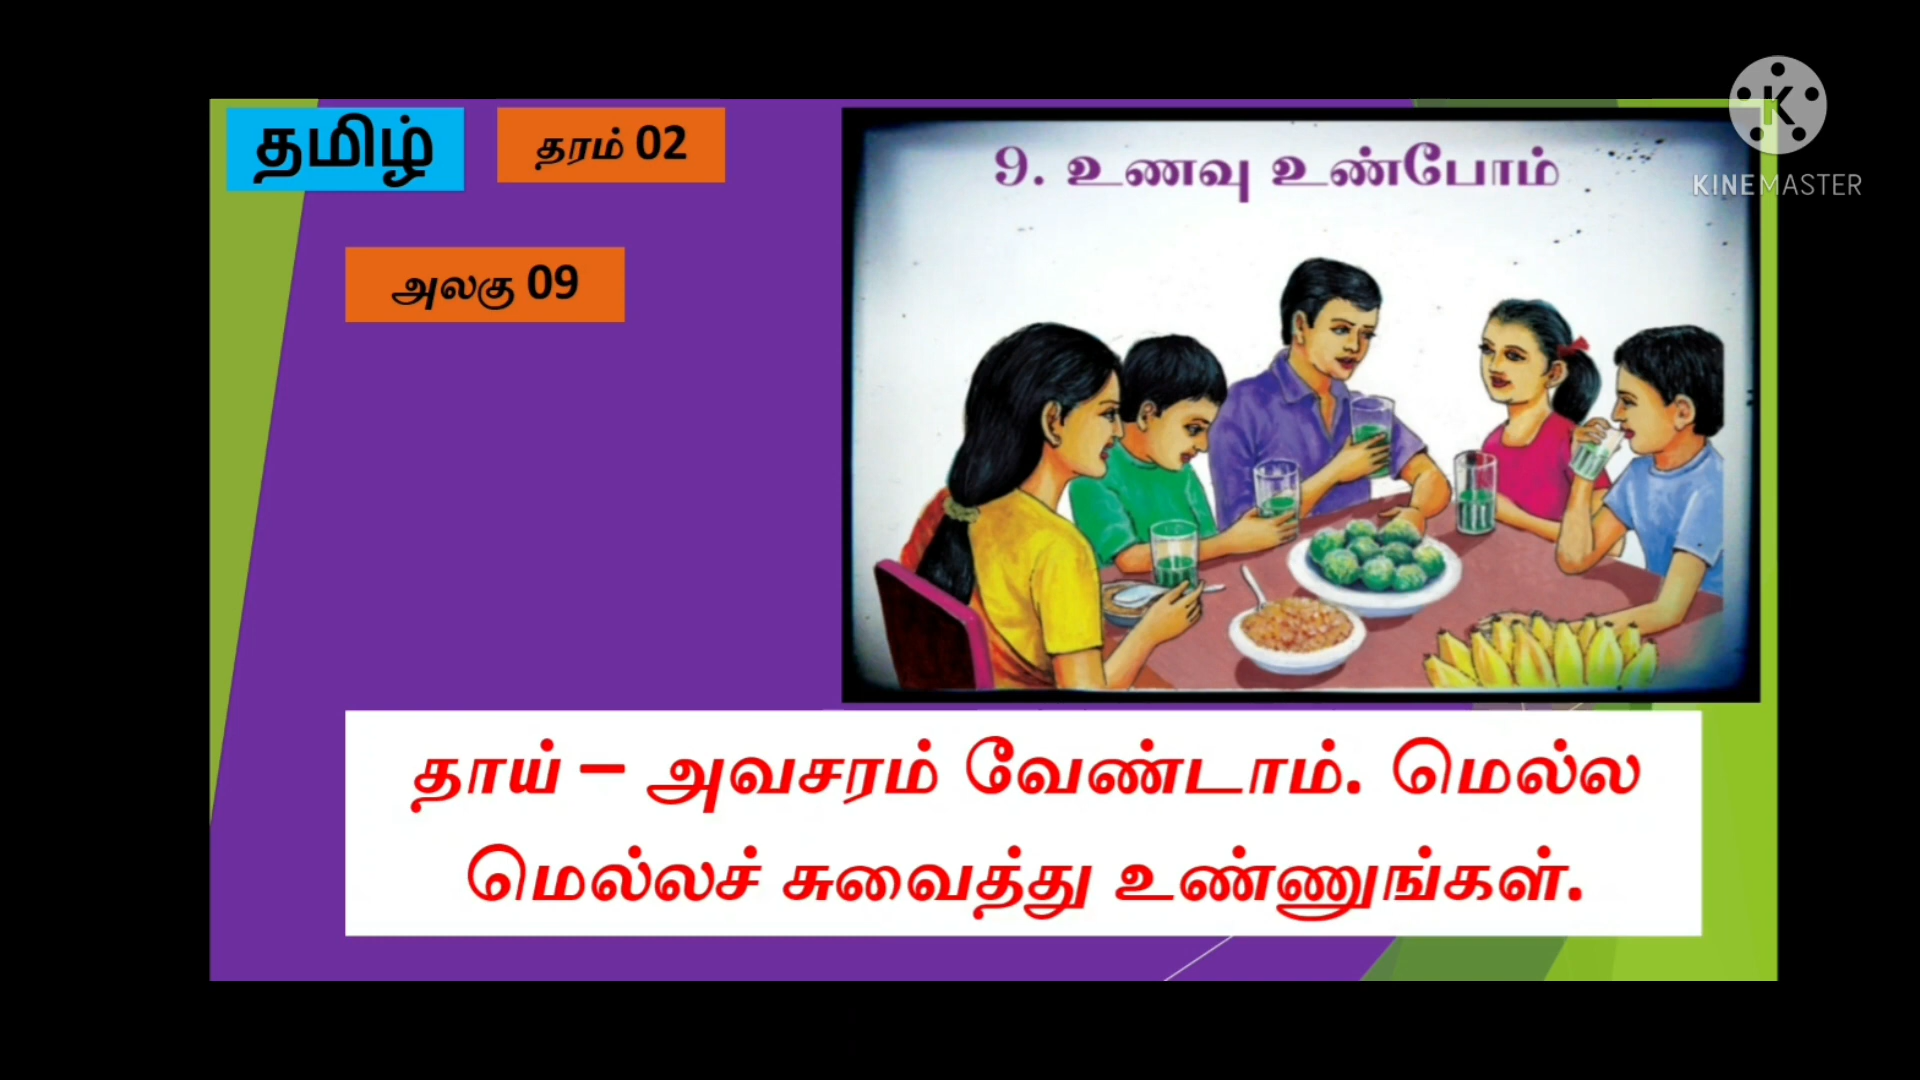 தமிழ்
தரம் 02
அலகு 09
9. உணவு உண்போம்
KINEMASTER
தாய் – அவசரம் வேண்டாம். மெல்ல
மெல்லச் சுவைத்து உண்ணுங்கள்.